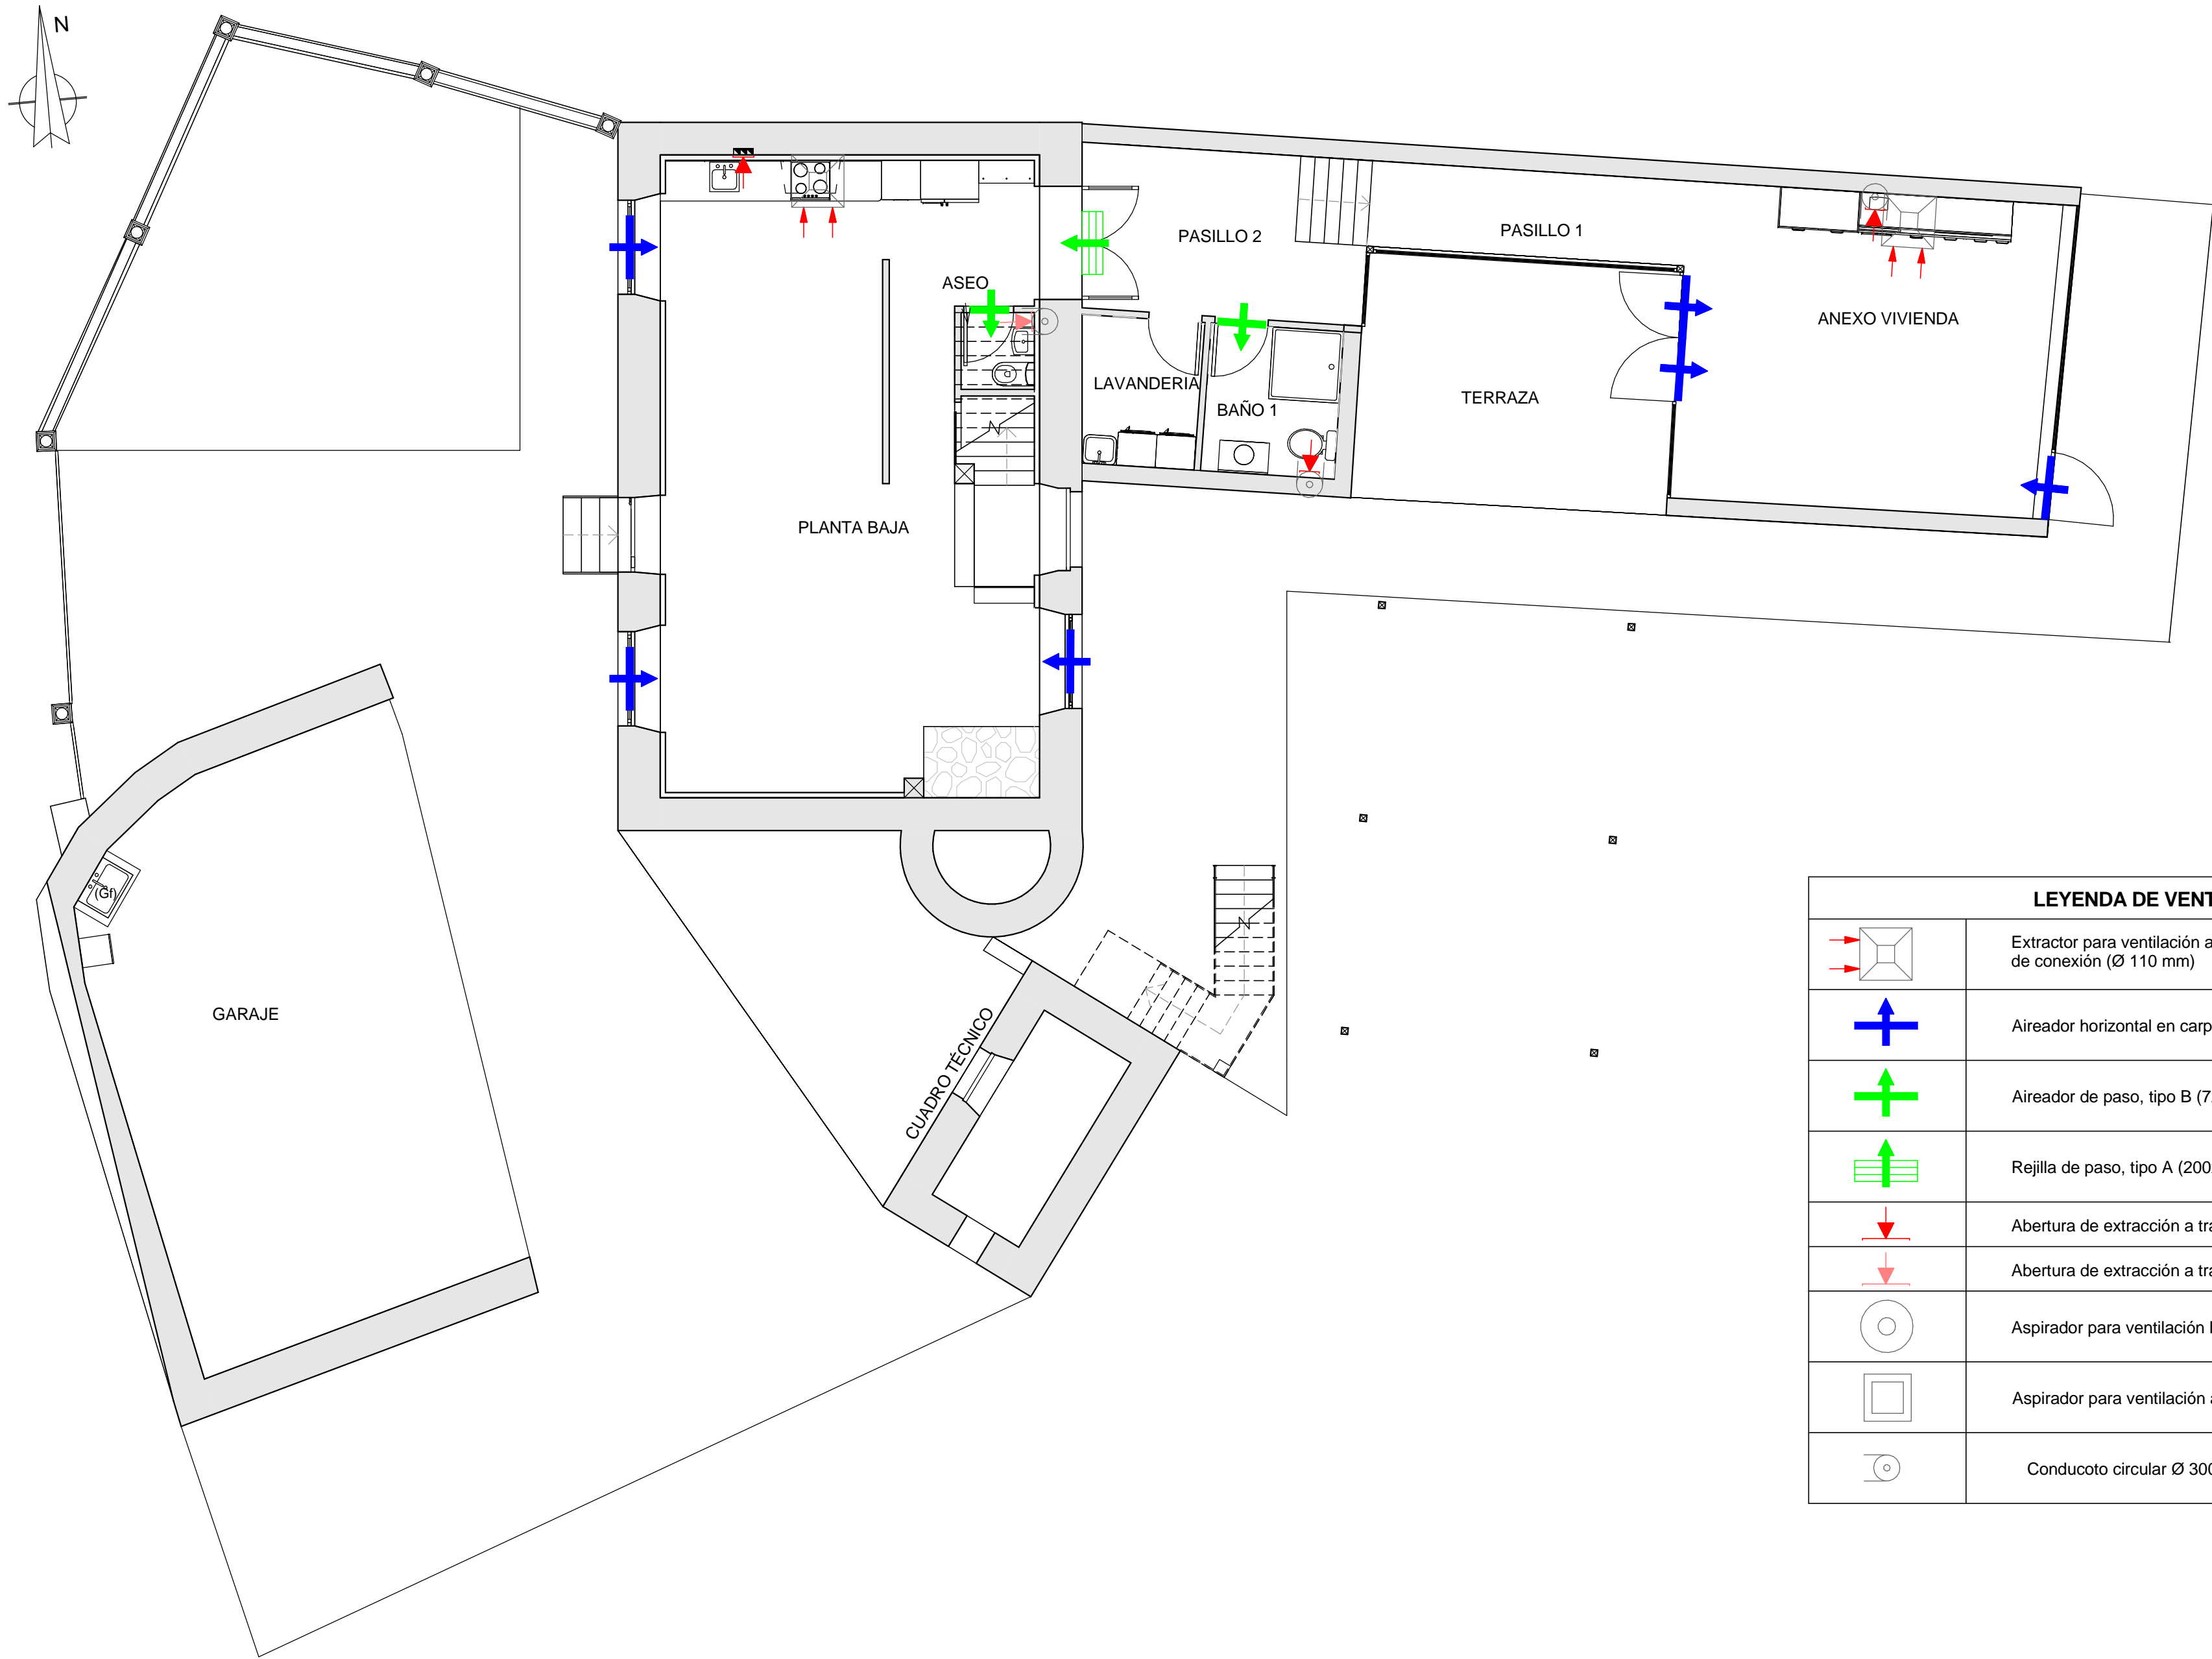 N
PASILLO 2
PASILLO 1
ASEO
ANEXO VIVIENDA
LAVANDERIA
BAÑO 1
TERRAZA
PLANTA BAJA
(Gf)
GARAJE
CUADRO TÉCNICO
LEYENDA DE VENT
Extractor para ventilación a
de conexión (Ø 110 mm)
Aireador horizontal en carp
Aireador de paso, tipo B (7
Rejilla de paso, tipo A (200
Abertura de extracción a tra
Abertura de extracción a tra
Aspirador para ventilación
Aspirador para ventilación a
Conducoto circular Ø 300